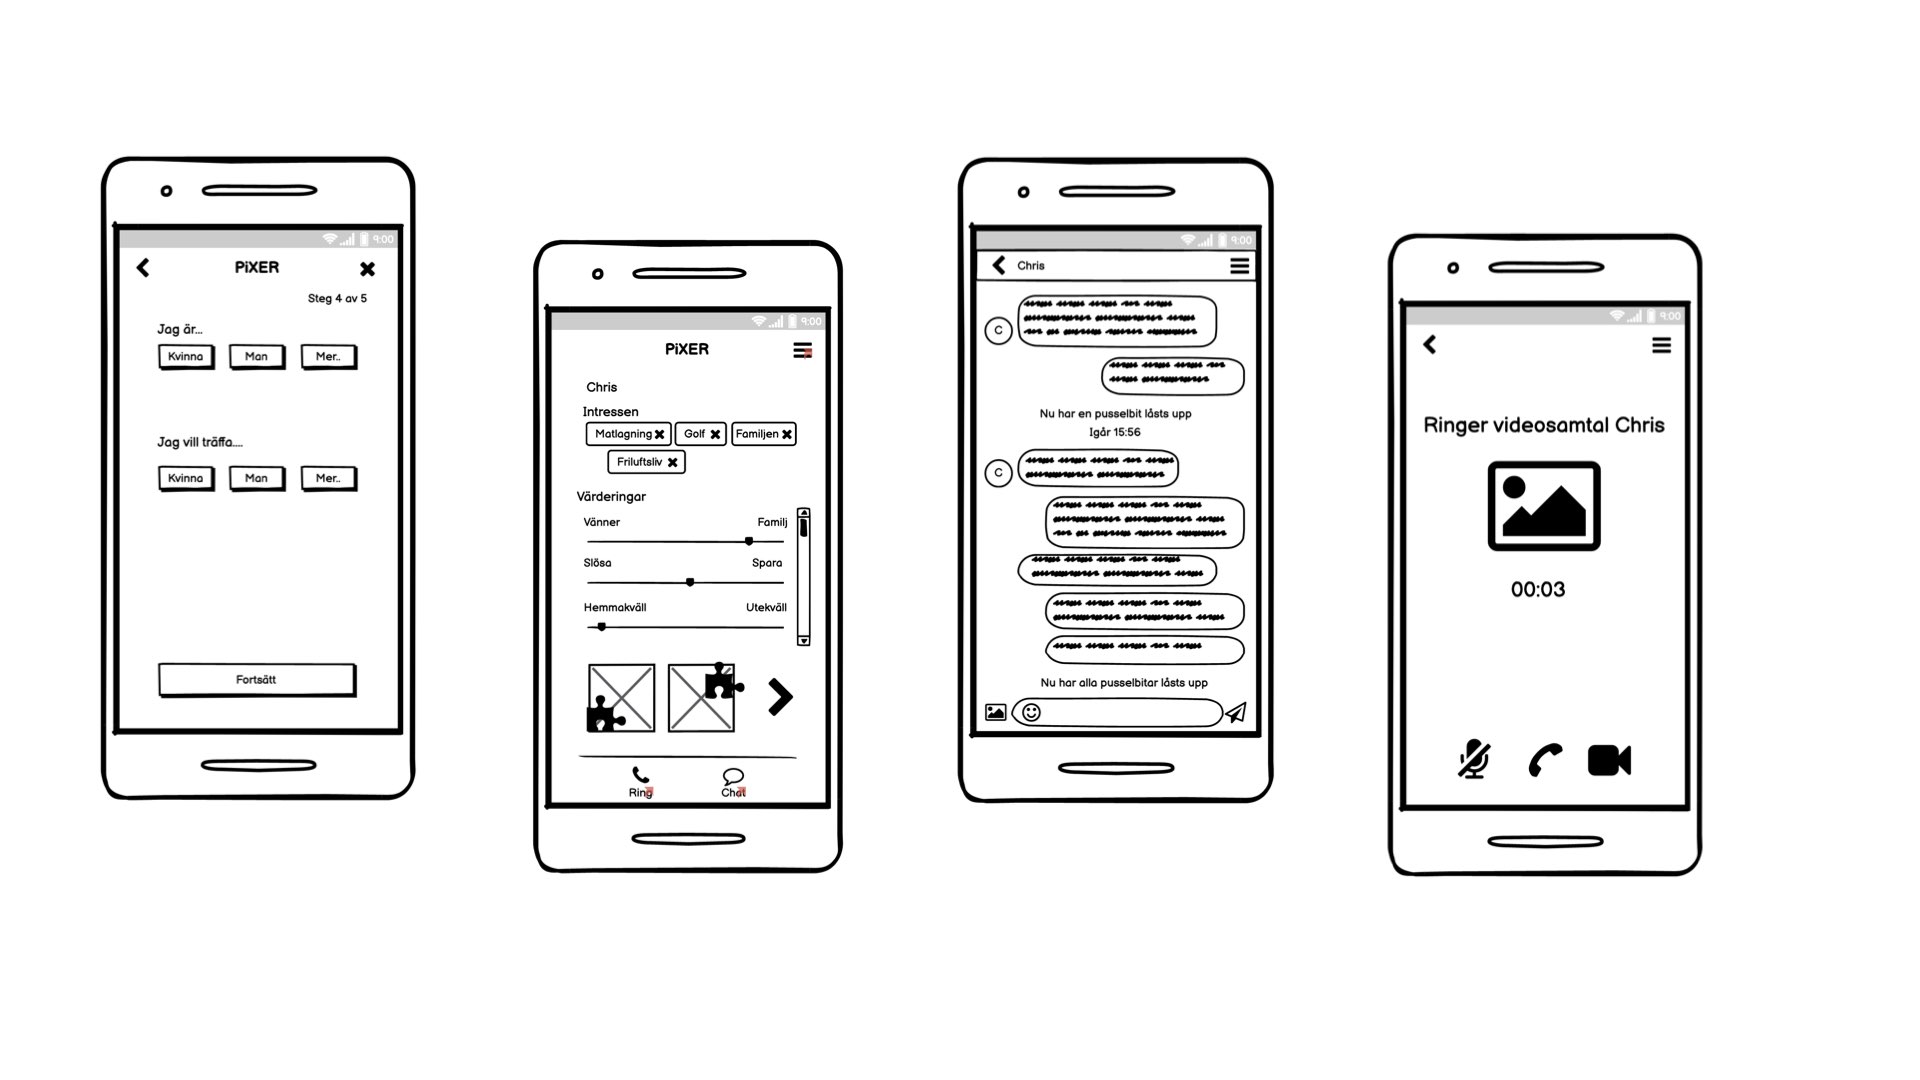 9:00
PiXER
Steg 4 av 5
Jag är...
Kvinna Man Mer..
Jag vill träffa....
Kvinna Man Mer..
Fortsätt
9:00
PiXER
Chris
Intressen
Matlagning Golf Familjen
Friluftsliv
Värderingar
Vänner Familj
Slösa Spara
Hemmakväll Utekväll
Ring Chat
9:00
Chris
C
Nu har en pusselbit låsts upp
Igår 15:56
C
Nu har alla pusselbitar låsts upp
9:00
Ringer videosamtal Chris
00:03